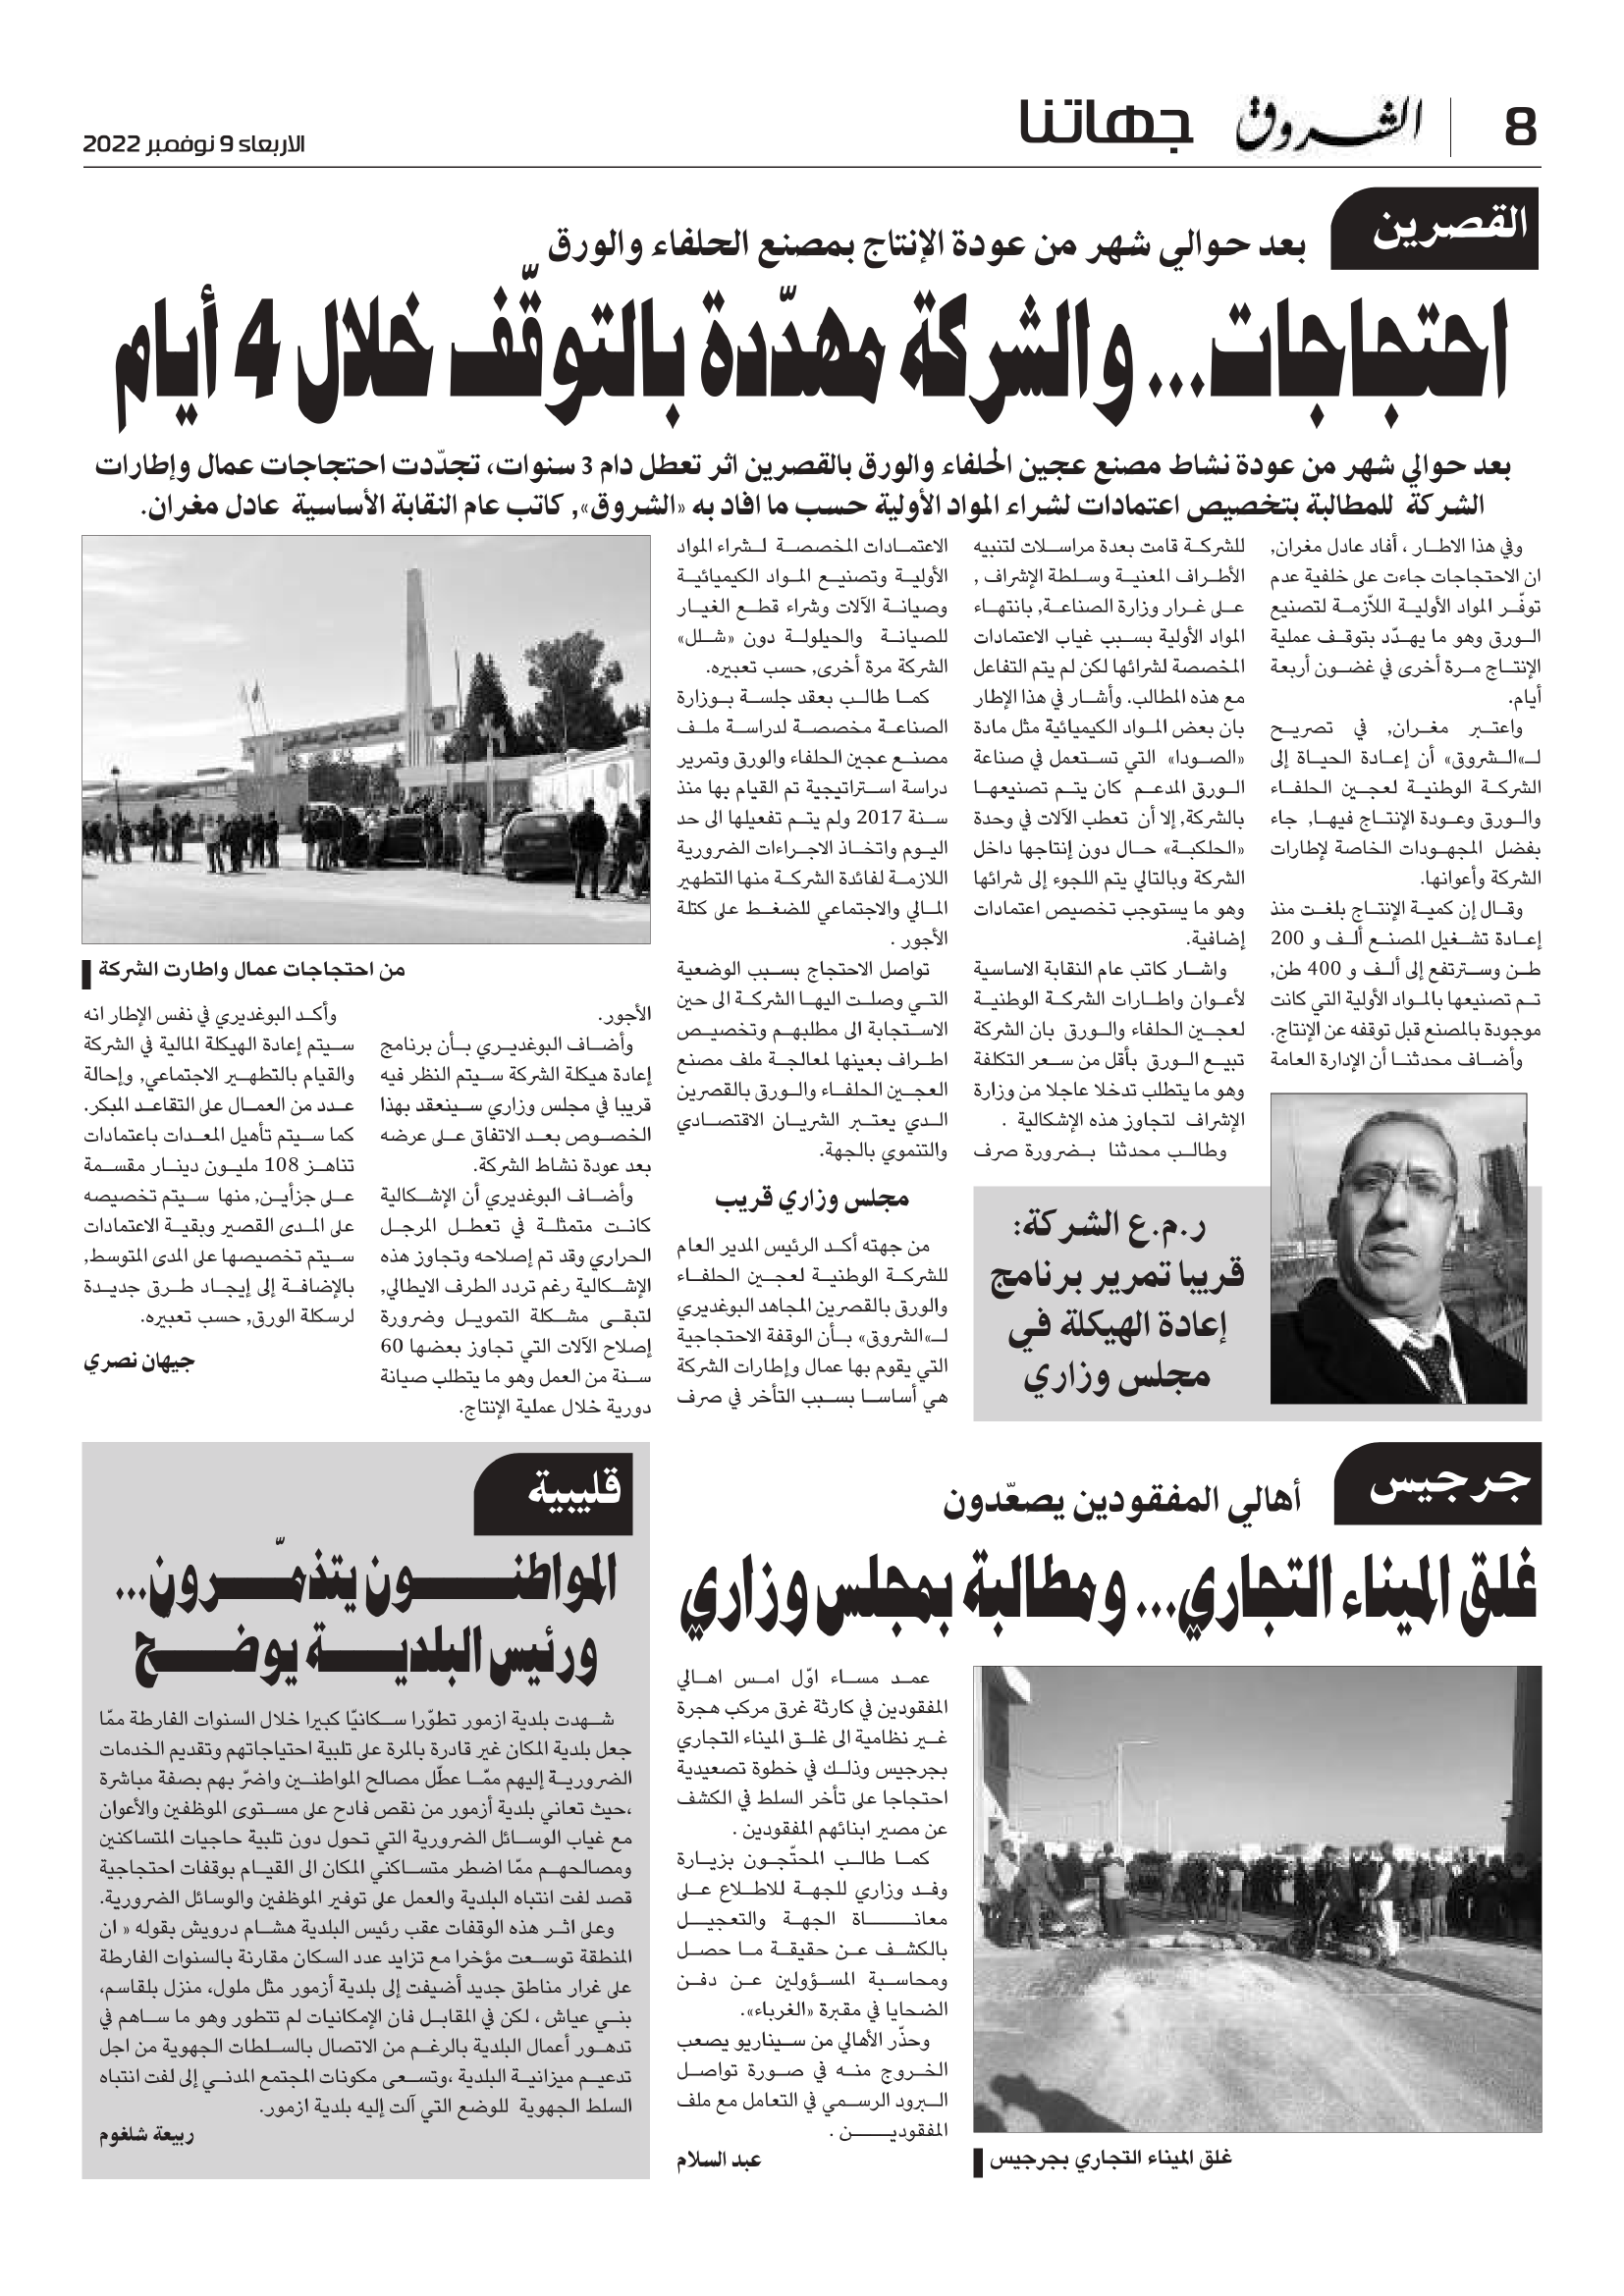 8
الشروق
جهاتنا
الاربعاء 9 نوفمبر 2022
القصرين
بعد حوالي شهر من عودة الإنتاج بمصنع الحلفاء والورق
احتجاجات... والشركة مهدّدة بالتوقّف خلال 4 أيام
بعد حوالي شهر من عودة نشاط مصنع عجين الحلفاء والورق بالقصرين اثر تعطل دام 3 سنوات، تجدّدت احتجاجات عمال وإطارات
الشركة للمطالبة بتخصيص اعتمادات لشراء المواد الأولية حسب ما افاد به «الشروق», كاتب عام النقابة الأساسية عادل مغران.
وفي هذا الاطار ، أفاد عادل مغران,
ان الاحتجاجات جاءت على خلفية عدم
توفّر المواد الأولية اللاّزمة لتصنيع
الورق وهو ما يهدّد بتوقف عملية
الإنتاج مرة أخرى في غضون أربعة
أيام.
واعتبر مغران, في تصريح
لـ»الشروق» أن إعادة الحياة إلى
الشركة الوطنية لعجين الحلفاء
والورق وعودة الإنتاج فيها, جاء
بفضل المجهودات الخاصة لإطارات
الشركة وأعوانها.
وقال إن كمية الإنتاج بلغت منذ
إعادة تشغيل المصنع ألف و 200
طن وسترتفع إلى ألف و 400 طن,
تم تصنيعها بالمواد الأولية التي كانت
موجودة بالمصنع قبل توقفه عن الإنتاج.
وأضاف محدثنا أن الإدارة العامة
للشركة قامت بعدة مراسلات لتنبيه
الأطراف المعنية وسلطة الإشراف ,
على غرار وزارة الصناعة, بانتهاء
المواد الأولية بسبب غياب الاعتمادات
المخصصة لشرائها لكن لم يتم التفاعل
مع هذه المطالب. وأشار في هذا الإطار
بان بعض المواد الكيميائية مثل مادة
«الصودا» التي تستعمل في صناعة
الورق المدعم كان يتم تصنيعها
بالشركة, إلا أن تعطب الآلات في وحدة
«الحلكبة» حال دون إنتاجها داخل
الشركة وبالتالي يتم اللجوء إلى شرائها
وهو ما يستوجب تخصيص اعتمادات
إضافية.
واشار كاتب عام النقابة الاساسية
لأعوان واطارات الشركة الوطنية
لعجين الحلفاء والورق بان الشركة
تبيع الورق بأقل من سعر التكلفة
وهو ما يتطلب تدخلا عاجلا من وزارة
الإشراف لتجاوز هذه الإشكالية .
وطالب محدثنا بضرورة صرف
ر.م.ع الشركة:
قريبا تمرير برنامج
إعادة الهيكلة في
مجلس وزاري
الاعتمادات المخصصة لشراء المواد
الأولية وتصنيع المواد الكيميائية
وصيانة الآلات وشراء قطع الغيار
للصيانة والحيلولة دون «شلل»
الشركة مرة أخرى, حسب تعبيره.
كما طالب بعقد جلسة بوزارة
الصناعة مخصصة لدراسة ملف
مصنع عجين الحلفاء والورق وتمرير
دراسة استراتيجية تم القيام بها منذ
سنة 2017 ولم يتم تفعيلها الى حد
اليوم واتخاذ الاجراءات الضرورية
اللازمة لفائدة الشركة منها التطهير
المالي والاجتماعي للضغط على كتلة
الأجور .
تواصل الاحتجاج بسبب الوضعية
التي وصلت اليها الشركة الى حين
الاستجابة الى مطلبهم وتخصيص
اطراف بعينها لمعالجة ملف مصنع
العجين الحلفاء والورق بالقصرين
الدي يعتبر الشريان الاقتصادي
والتنموي بالجهة.
مجلس وزاري قريب
من جهته أكد الرئيس المدير العام
للشركة الوطنية لعجين الحلفاء
والورق بالقصرين المجاهد البوغديري
لـ»الشروق» بأن الوقفة الاحتجاجية
التي يقوم بها عمال وإطارات الشركة
هي أساسا بسبب التأخر في صرف
من احتجاجات عمال واطارت الشركة
الأجور.
وأضاف البوغديري بأن برنامج
إعادة هيكلة الشركة سيتم النظر فيه
قريبا في مجلس وزاري سينعقد بهذا
الخصوص بعد الاتفاق على عرضه
بعد عودة نشاط الشركة.
وأضاف البوغديري أن الإشكالية
كانت متمثلة في تعطل المرجل
الحراري وقد تم إصلاحه وتجاوز هذه
الإشكالية رغم تردد الطرف الايطالي,
لتبقى مشكلة التمويل وضرورة
إصلاح الآلات التي تجاوز بعضها 60
سنة من العمل وهو ما يتطلب صيانة
دورية خلال عملية الإنتاج.
وأكد البوغديري في نفس الإطار انه
سيتم إعادة الهيكلة المالية في الشركة
والقيام بالتطهير الاجتماعي, وإحالة
عدد من العمال على التقاعد المبكر.
كما سيتم تأهيل المعدات باعتمادات
تناهز 108 مليون دينار مقسمة
على جزأين, منها سيتم تخصيصه
على المدى القصير وبقية الاعتمادات
سيتم تخصيصها على المدى المتوسط,
بالإضافة إلى إيجاد طرق جديدة
لرسكلة الورق, حسب تعبيره.
جيهان نصري
جرجيس
أهالي المفقودين يصعّدون
غلق الميناء التجاري... ومطالبة بمجلس وزاري
غلق الميناء التجاري بجرجيس
عمد مساء اوّل امس اهالي
المفقودين في كارثة غرق مركب هجرة
غير نظامية الى غلق الميناء التجاري
بجرجيس وذلك في خطوة تصعيدية
احتجاجا على تأخر السلط في الكشف
عن مصير ابنائهم المفقودين .
كما طالب المحتّجون بزيارة
وفد وزاري للجهة للاطلاع على
معاناة الجهة والتعجيل
بالكشف عن حقيقة ما حصل
ومحاسبة المسؤولين عن دفن
الضحايا في مقبرة «الغرباء».
وحذّر الأهالي من سيناريو يصعب
الخروج منه في صورة تواصل
البرود الرسمي في التعامل مع ملف
المفقودين .
عبد السلام
قليبية
المواطنون يتذمّرون...
ورئيس البلدية يوضح
شهدت بلدية ازمور تطوّرا سكانيّا كبيرا خلال السنوات الفارطة ممّا
جعل بلدية المكان غير قادرة بالمرة على تلبية احتياجاتهم وتقديم الخدمات
الضرورية إليهم ممّا عطّل مصالح المواطنين واضرّ بهم بصفة مباشرة
،حيث تعاني بلدية أزمور من نقص فادح على مستوى الموظفين والأعوان
مع غياب الوسائل الضرورية التي تحول دون تلبية حاجيات المتساكنين
ومصالحهم ممّا اضطر متساكني المكان الى القيام بوقفات احتجاجية
قصد لفت انتباه البلدية والعمل على توفير الموظفين والوسائل الضرورية.
وعلى اثر هذه الوقفات عقب رئيس البلدية هشام درويش بقوله « ان
المنطقة توسعت مؤخرا مع تزايد عدد السكان مقارنة بالسنوات الفارطة
على غرار مناطق جديد أضيفت إلى بلدية أزمور مثل ملول، منزل بلقاسم،
بني عياش ، لكن في المقابل فان الإمكانيات لم تتطور وهو ما ساهم في
تدهور أعمال البلدية بالرغم من الاتصال بالسلطات الجهوية من اجل
تدعيم ميزانية البلدية ،وتسعى مكونات المجتمع المدني إلى لفت انتباه
السلط الجهوية للوضع التي آلت إليه بلدية ازمور.
ربيعة شلغوم